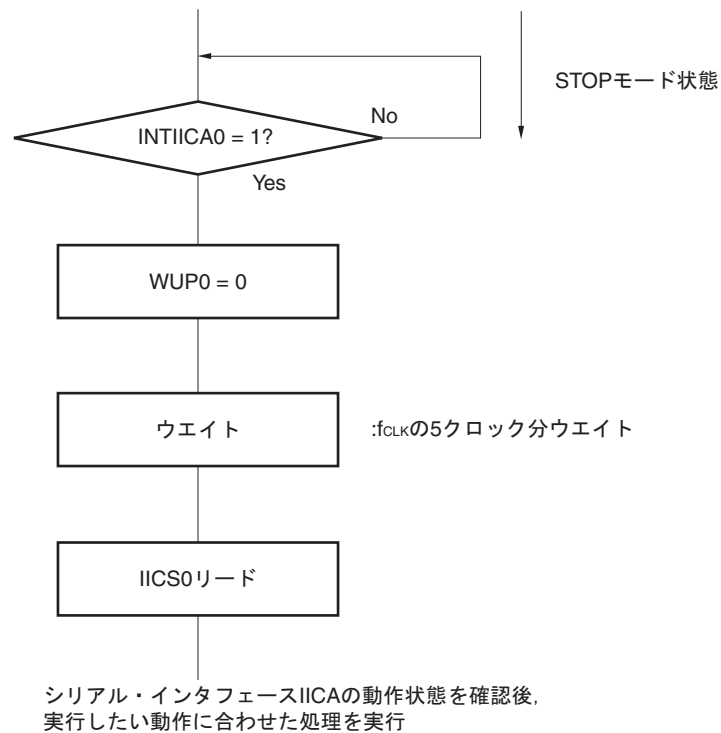 STOPモード状態
No
INTIICA0 = 1?
Yes
WUP0 = 0
ウエイト
:fCLKの5クロック分ウエイト
IICS0リード
シリアル・インタフェースIICAの動作状態を確認後,
実行したい動作に合わせた処理を実行